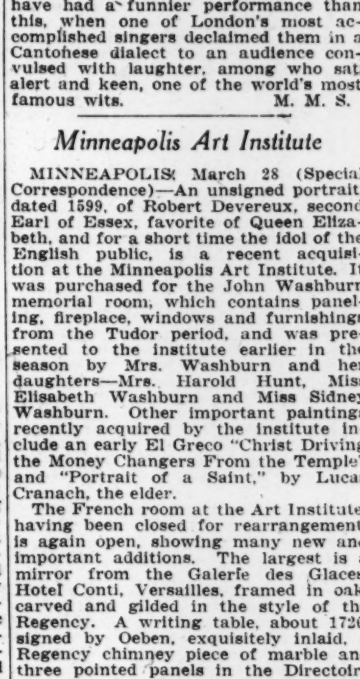 have had a funnier performance than
this, when one of London's most ac-
complished singers declaimed them in a
Cantonese dialect to an audience con-
vulsed with laughter, among who sat,
alert and keen, one of the world's most
famous wits. M. M. S.
Minneapolis Art Institute
MINNEAPOLIS, March 28 (Special
Correspondence)—An unsigned portrait
dated 1599, of Robert Devereux, second
Earl of Essex, favorite of Queen Eliza-
beth, and for a short time the idol of the
English public, is a recent acquisi-
tion at the Minneapolis Art Institute. It
was purchased for the John Washburn
memorial room, which contains panel-
ing, fireplace, windows and furnishings
from the Tudor period, and was pre-
sented to the institute earlier in the
season by Mrs. Washburn and her
daughters—Mrs. Harold Hunt, Miss
Elisabeth Washburn and Miss Sidney
Washburn. Other important paintings
recently acquired by the institute in-
clude an early El Greco "Christ Driving
the Money Changers From the Temple"
and "Portrait of a Saint," by Lucas
Cranach, the elder.
The French room at the Art Institute
having been closed for rearrangement
is again open, showing many new and
important additions. The largest is a
mirror from the Galerie des Glaces
Hotel Conti, Versailles, framed in oak
carved and gilded in the style of the
Regency. A writing table, about 1720
signed by Oeben, exquisitely inlaid.
Regency chimney piece of marble and
three pointed panels in the Directoire